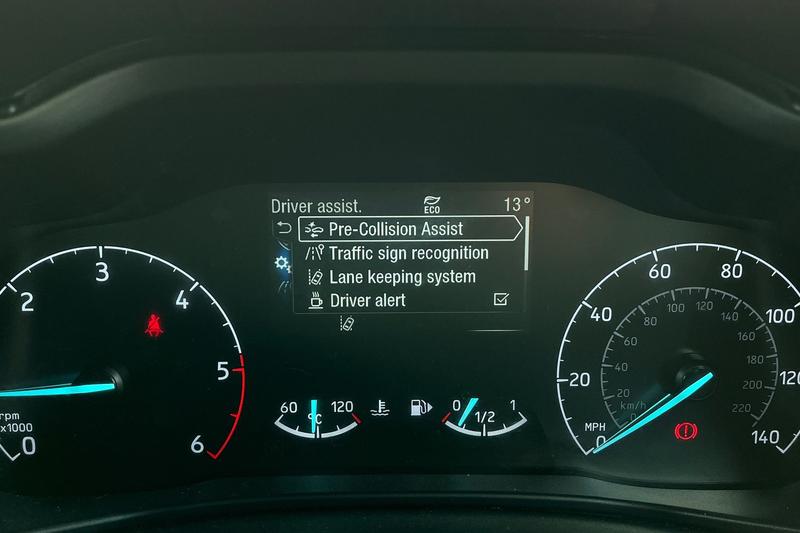 Driver assist. ECO 13°
Pre-Collision Assist
Traffic sign recognition
Lane keeping system
Driver alert
2 3 4 5 6
rpm
x1000 0
60 °C 120
0 1/2 1
0 20 40 60 80 100 120 140
MPH
0 20 40 60 80 100 120 140 160 180 200 220
km/h